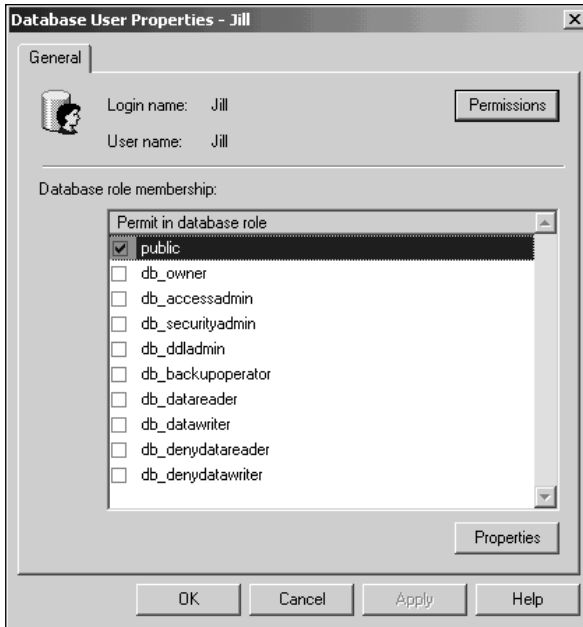 Database User Properties - Jill
General
Login name: Jill
Permissions
User name: Jill
Database role membership:
Permit in database role
public
db_owner
db_accessadmin
db_securityadmin
db_ddladmin
db_backupoperator
db_datareader
db_datawriter
db_denydatareader
db_denydatawriter
Properties
OK Cancel Apply Help